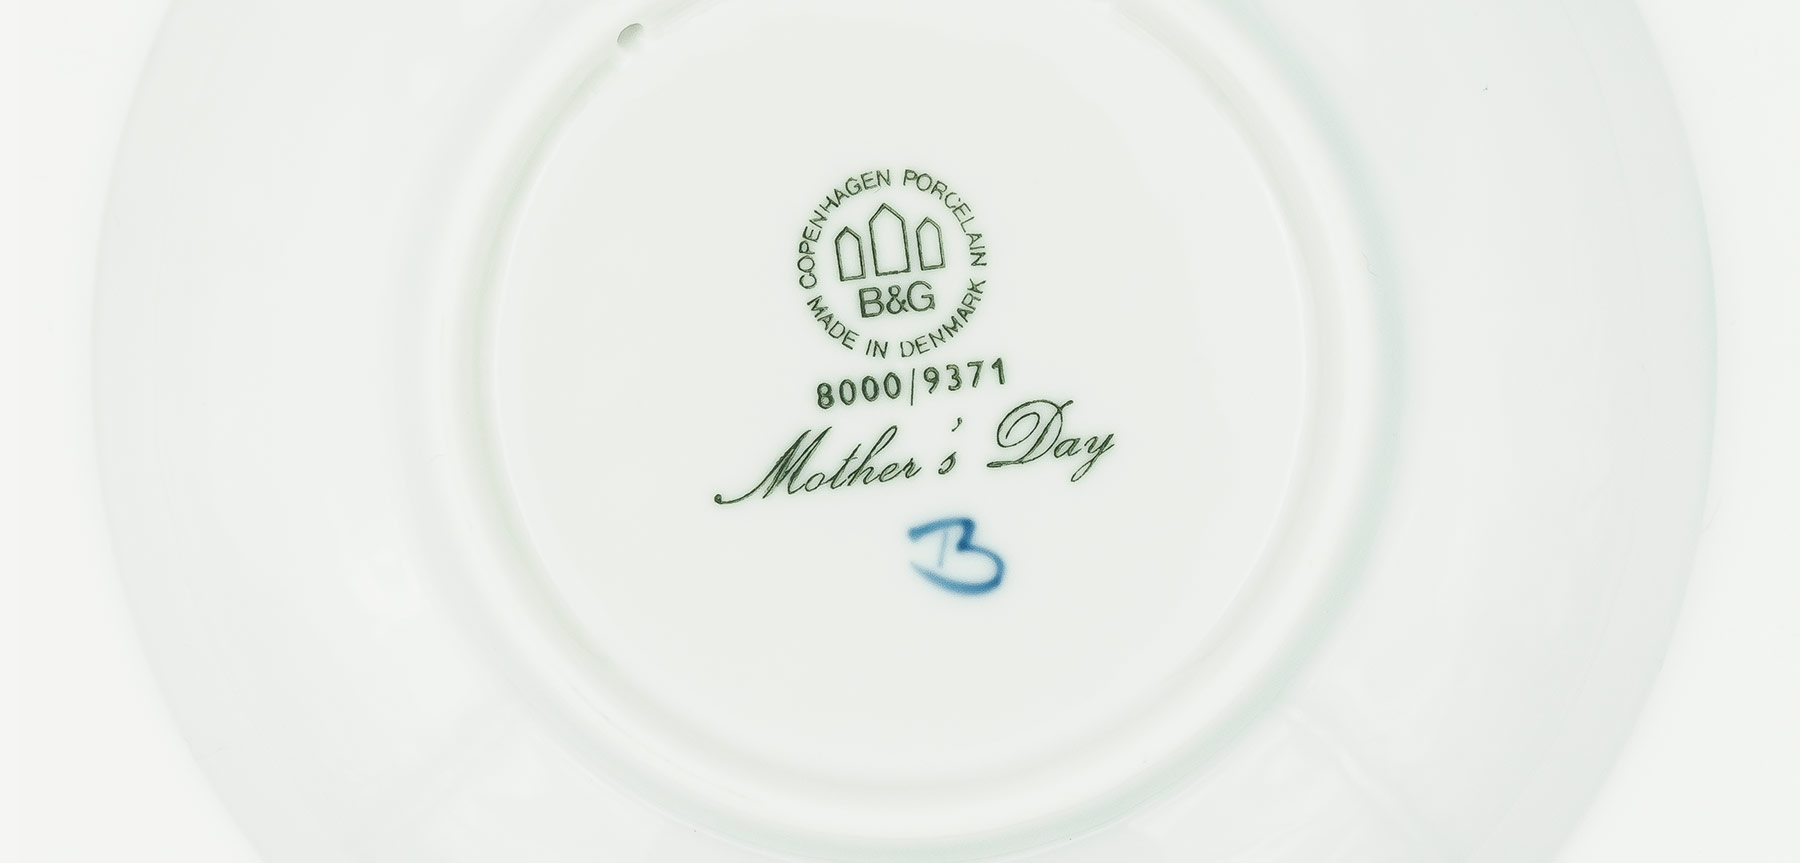 COPENHAGEN PORCELAIN
B&G
MADE IN DENMARK
8000/9371
Mother's Day
B